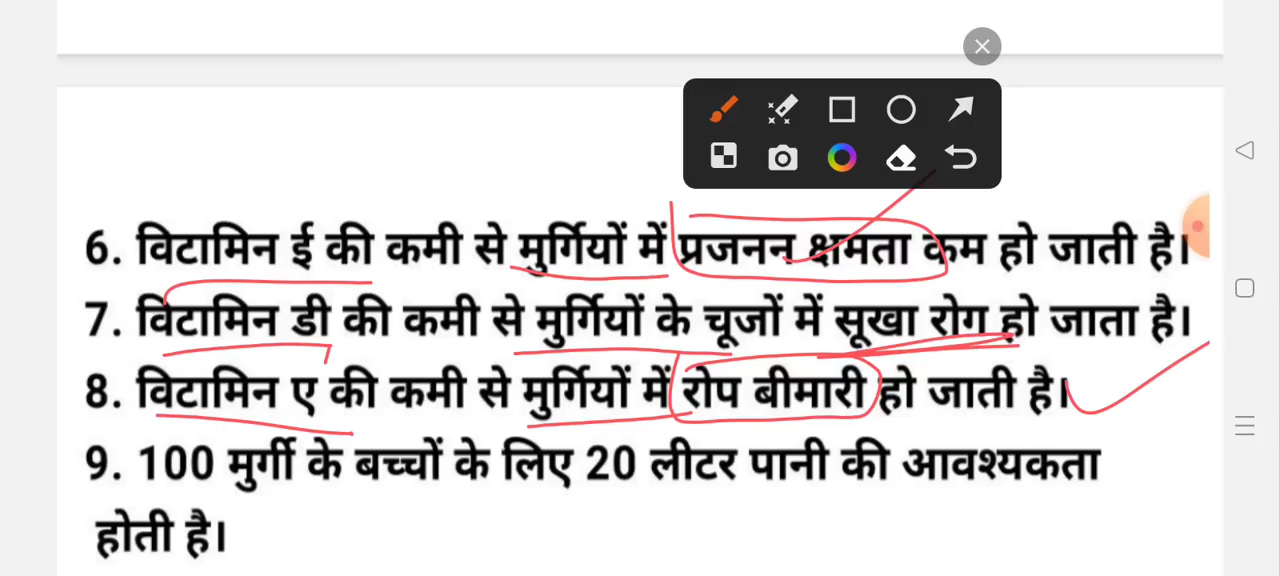 6. विटामिन ई की कमी से मुर्गियों में प्रजनन क्षमता कम हो जाती है।
7. विटामिन डी की कमी से मुर्गियों के चूजों में सूखा रोग हो जाता है।
8. विटामिन ए की कमी से मुर्गियों में रोप बीमारी हो जाती है।
9. 100 मुर्गी के बच्चों के लिए 20 लीटर पानी की आवश्यकता
होती है।